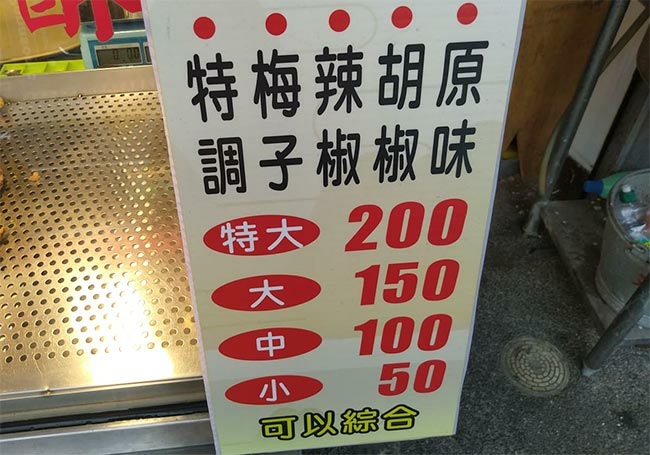 原味
胡椒
辣椒
梅子
特調
特大 200
大 150
中 100
小 50
可以綜合